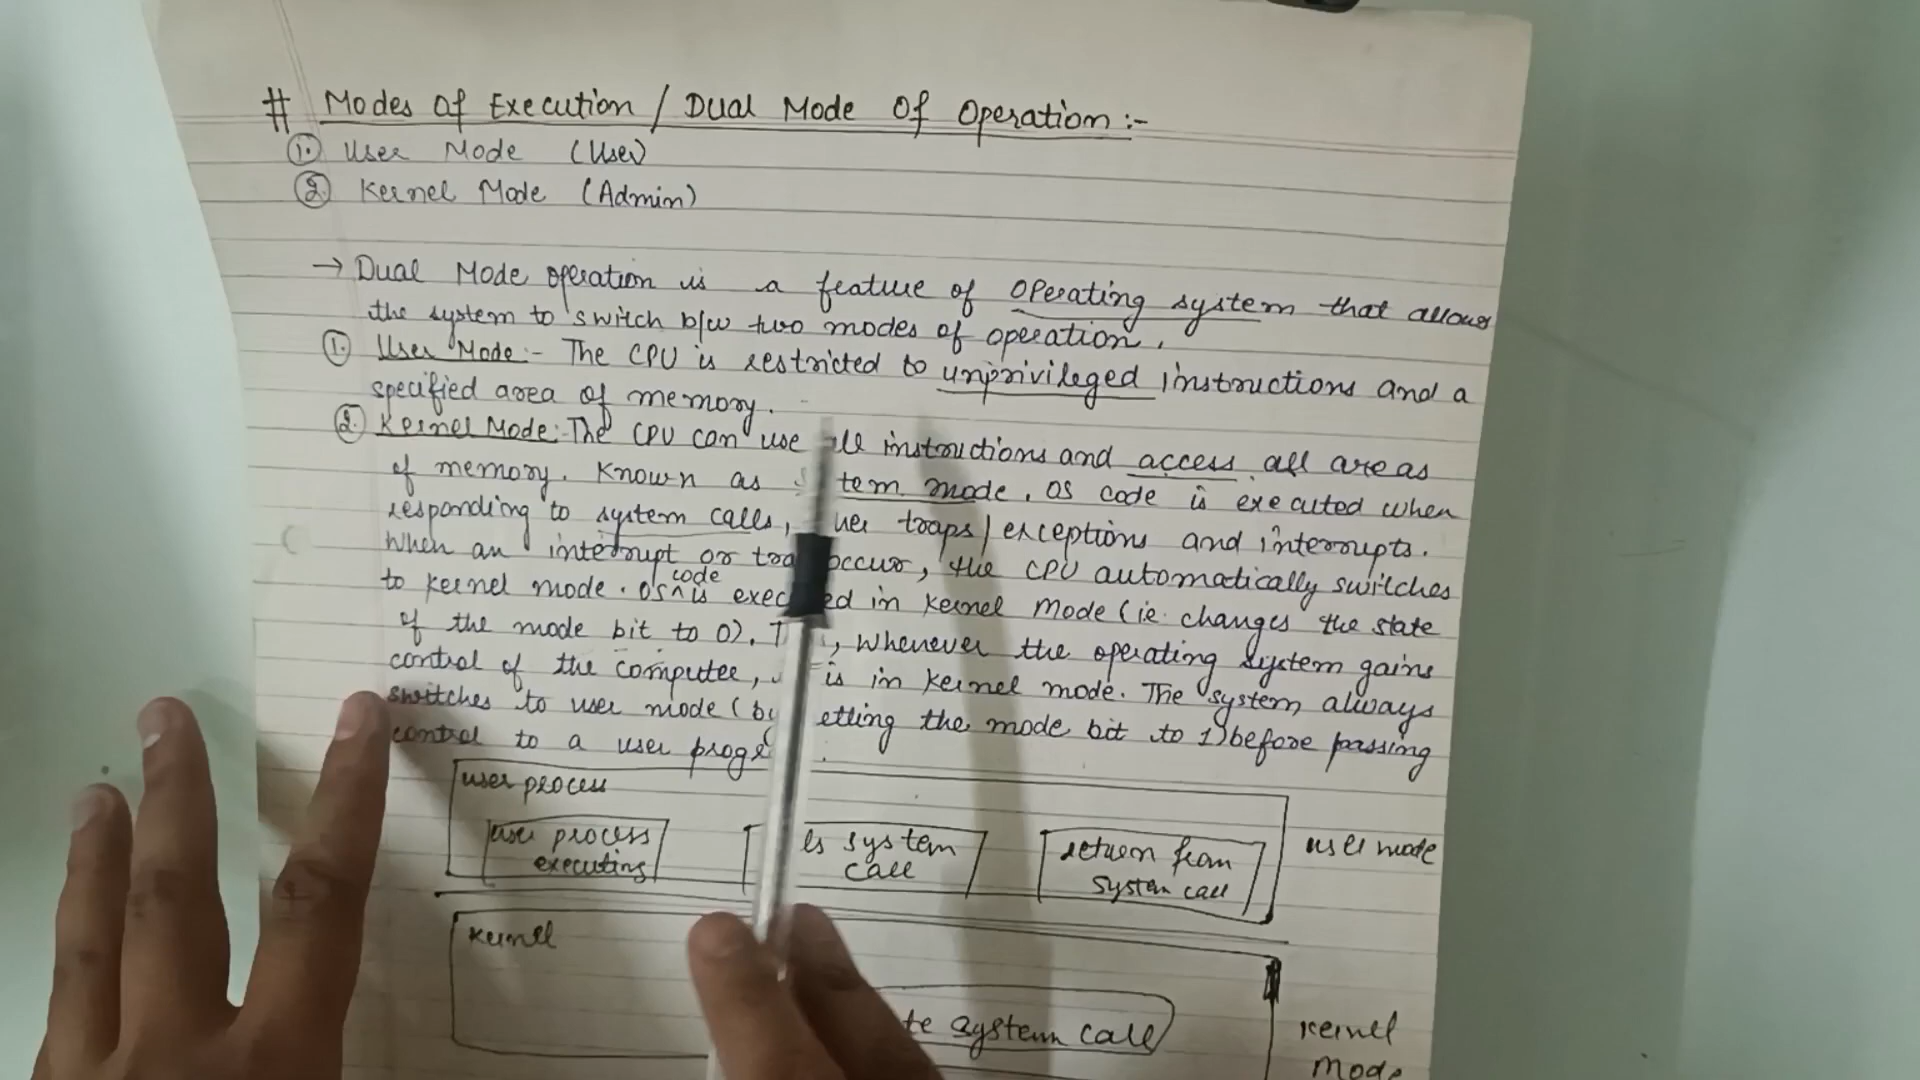 # Modes Of Execution / Dual Mode Of Operation :-
1. User Mode (User)
2. Kernel Mode (Admin)
→ Dual Mode operation is a feature of Operating system that allows
the system to switch b/w two modes of operation.
1. User Mode :- The CPU is restricted to unprivileged instructions and a
specified area of memory.
2. Kernel Mode :- The CPU can use all instructions and access all areas
of memory. Known as tem mode. OS code is executed when
responding to system calls, traps/exceptions and interrupts.
When an interrupt or occur, the CPU automatically switches
to kernel mode. OS code is exec ed in kernel mode (ie. changes the state
of the mode bit to 0). , Whenever the operating system gains
control of the computer, is in kernel mode. The system always
switches to user mode (by etting the mode bit to 1) before passing
control to a user
user process
user process
executing
ls system
call
return from
system call
user mode
kernel
te system call
kernel
mode